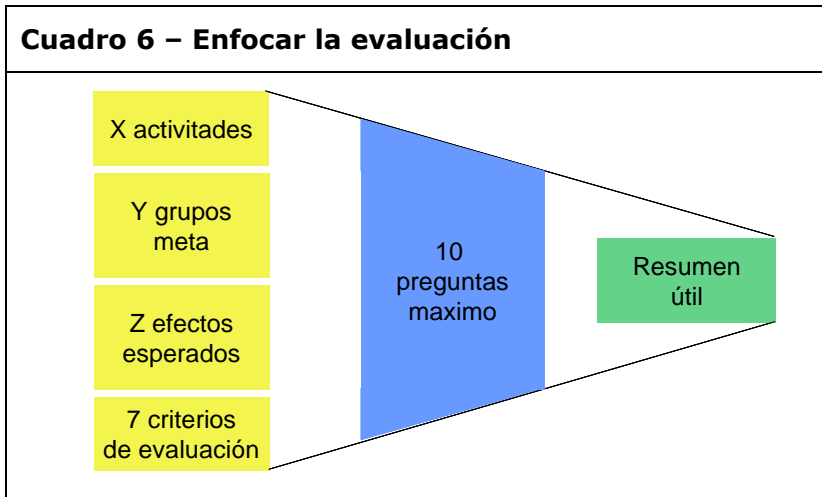 Cuadro 6 – Enfocar la evaluación
X activitades
Y grupos
meta
Z efectos
esperados
7 criterios
de evaluación
10
preguntas
maximo
Resumen
útil